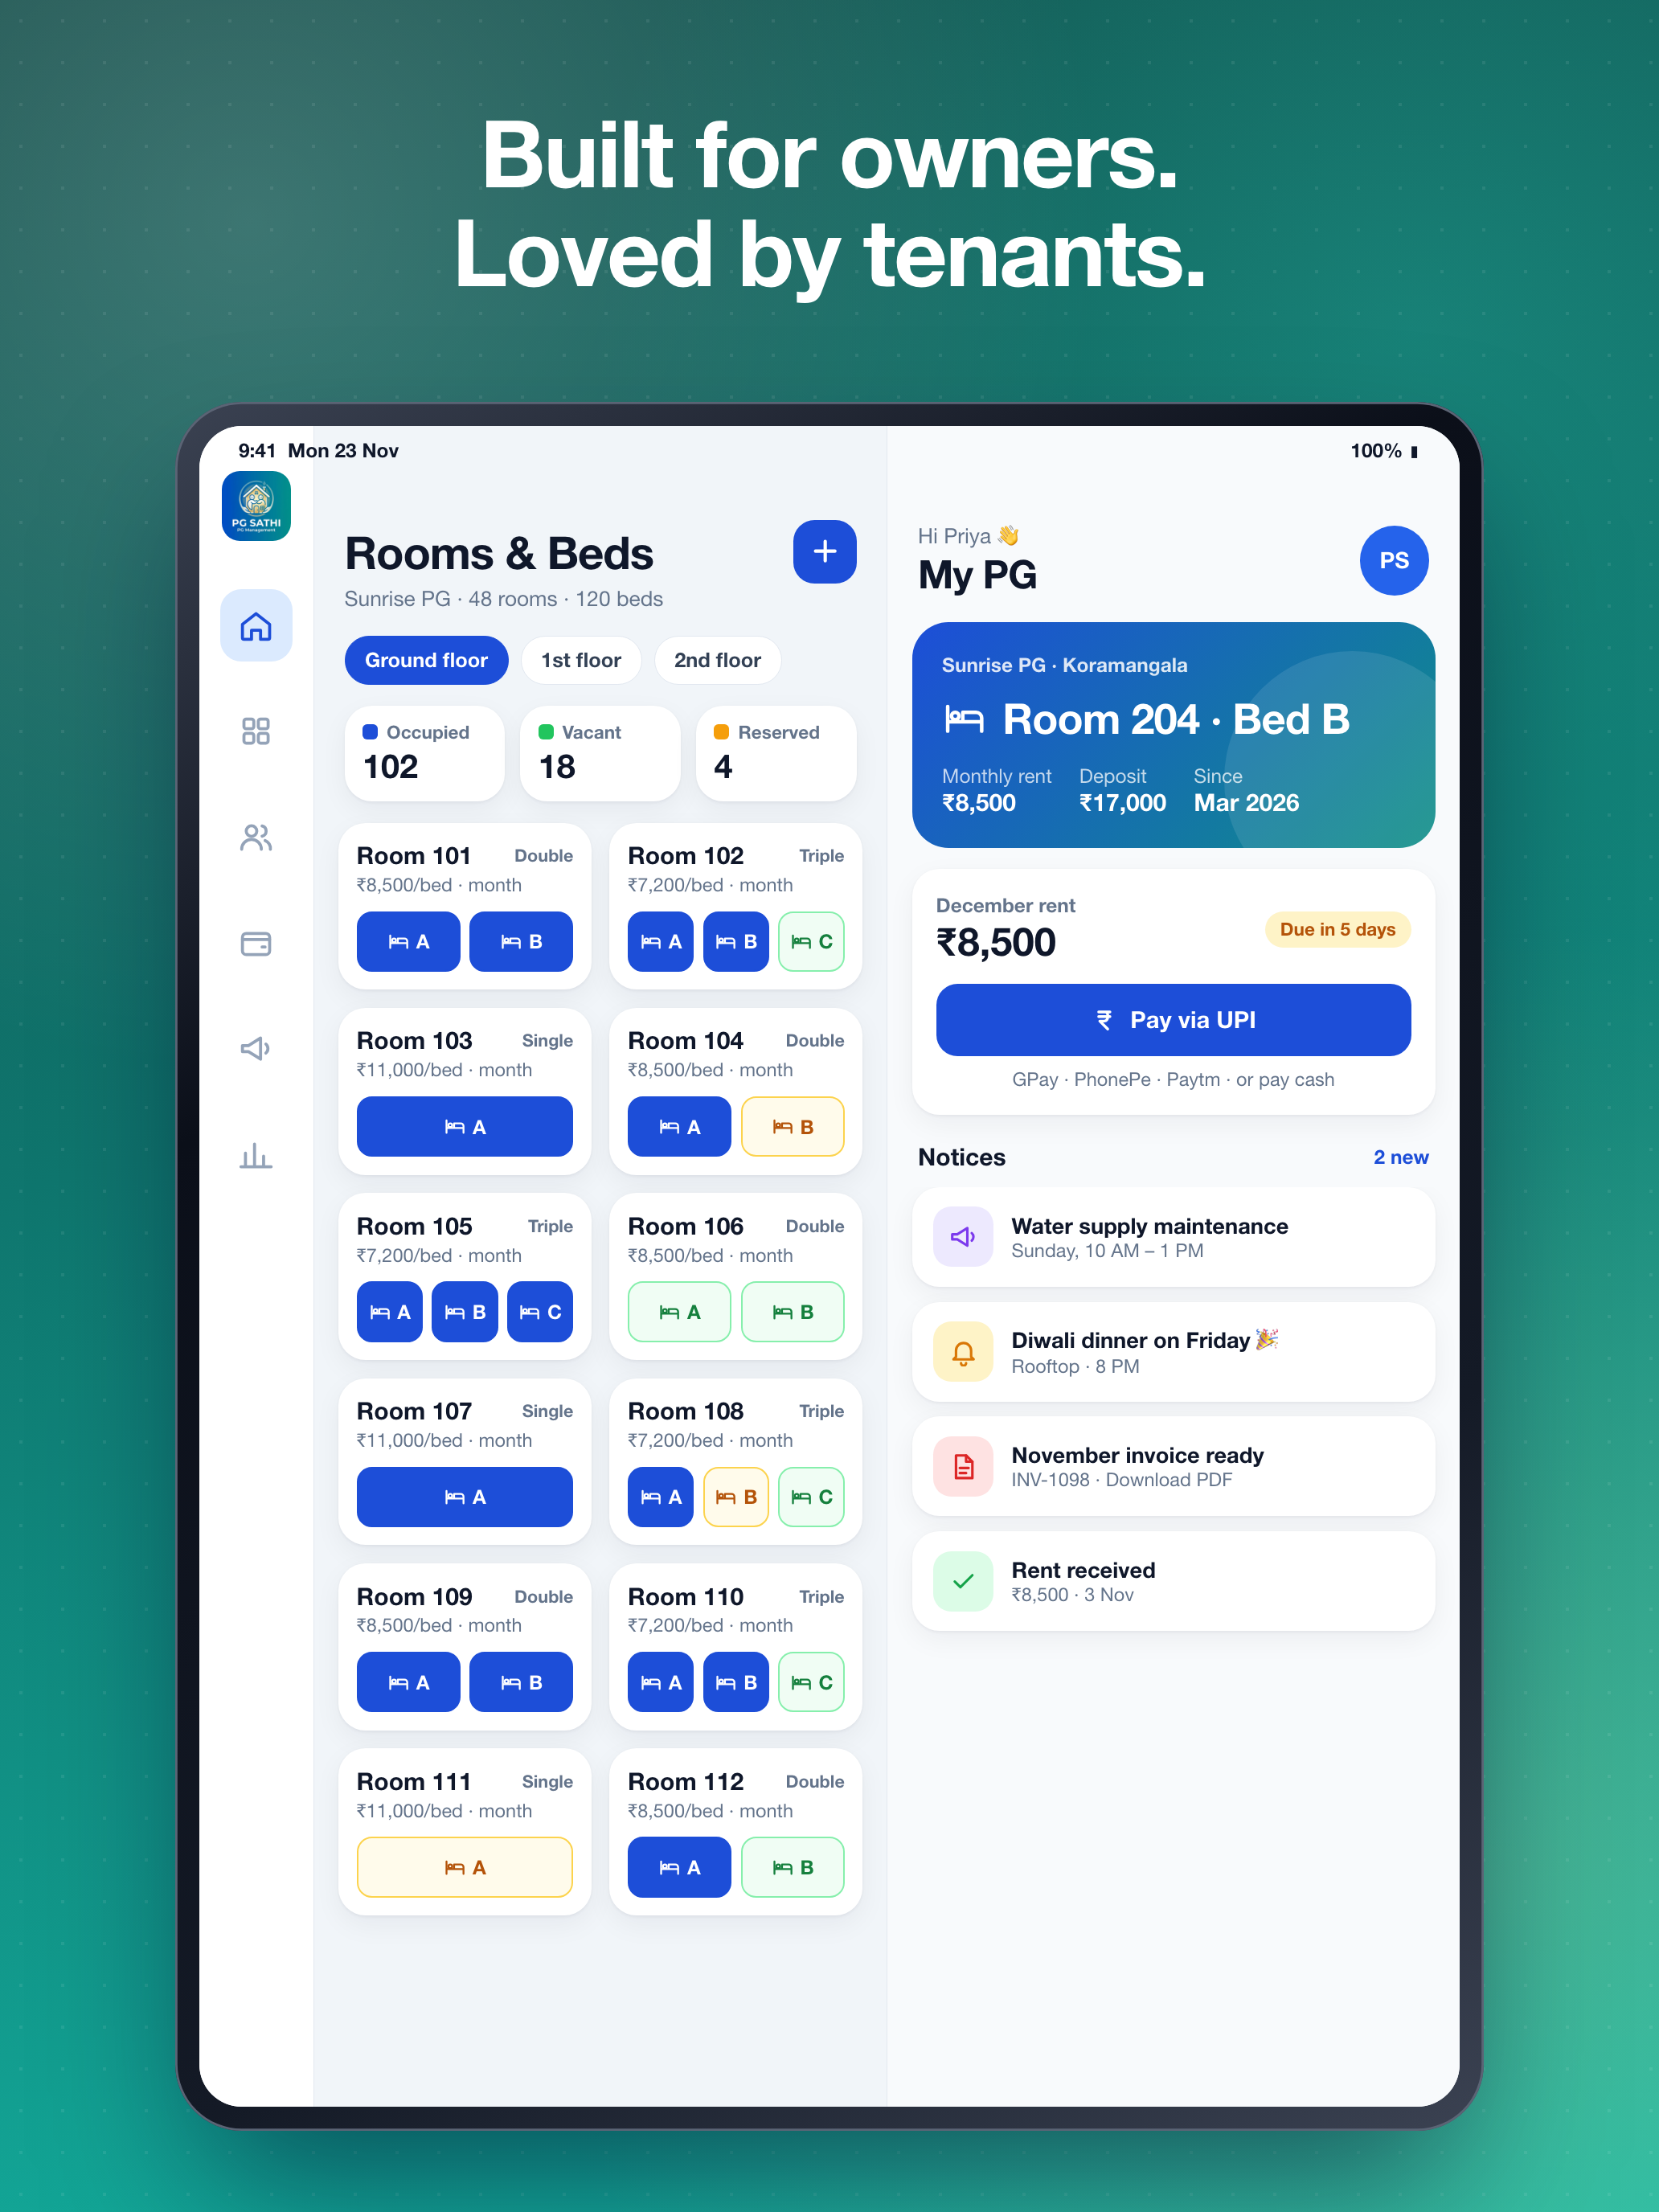 Built for owners.
Loved by tenants.
9:41 Mon 23 Nov
100%
PG SATHI
PG Management
Rooms & Beds
Sunrise PG · 48 rooms · 120 beds
Ground floor
1st floor
2nd floor
Occupied
102
Vacant
18
Reserved
4
Room 101 Double
₹8,500/bed · month
A
B
Room 102 Triple
₹7,200/bed · month
A
B
C
Room 103 Single
₹11,000/bed · month
A
Room 104 Double
₹8,500/bed · month
A
B
Room 105 Triple
₹7,200/bed · month
A
B
C
Room 106 Double
₹8,500/bed · month
A
B
Room 107 Single
₹11,000/bed · month
A
Room 108 Triple
₹7,200/bed · month
A
B
C
Room 109 Double
₹8,500/bed · month
A
B
Room 110 Triple
₹7,200/bed · month
A
B
C
Room 111 Single
₹11,000/bed · month
A
Room 112 Double
₹8,500/bed · month
A
B
Hi Priya 👋
My PG
PS
Sunrise PG · Koramangala
Room 204 · Bed B
Monthly rent
₹8,500
Deposit
₹17,000
Since
Mar 2026
December rent
₹8,500
Due in 5 days
₹ Pay via UPI
GPay · PhonePe · Paytm · or pay cash
Notices
2 new
Water supply maintenance
Sunday, 10 AM – 1 PM
Diwali dinner on Friday 🎉
Rooftop · 8 PM
November invoice ready
INV-1098 · Download PDF
Rent received
₹8,500 · 3 Nov